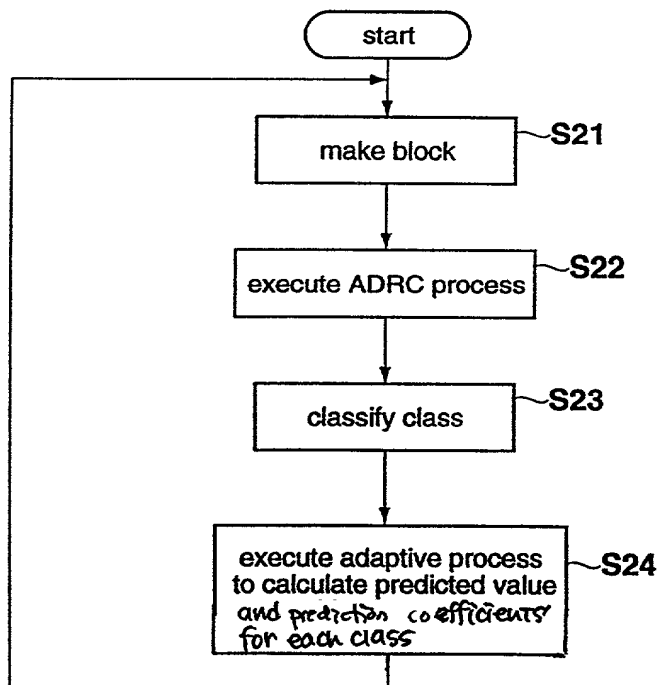 start
make block
S21
execute ADRC process
S22
classify class
S23
execute adaptive process
to calculate predicted value
and prediction coefficients
for each class
S24